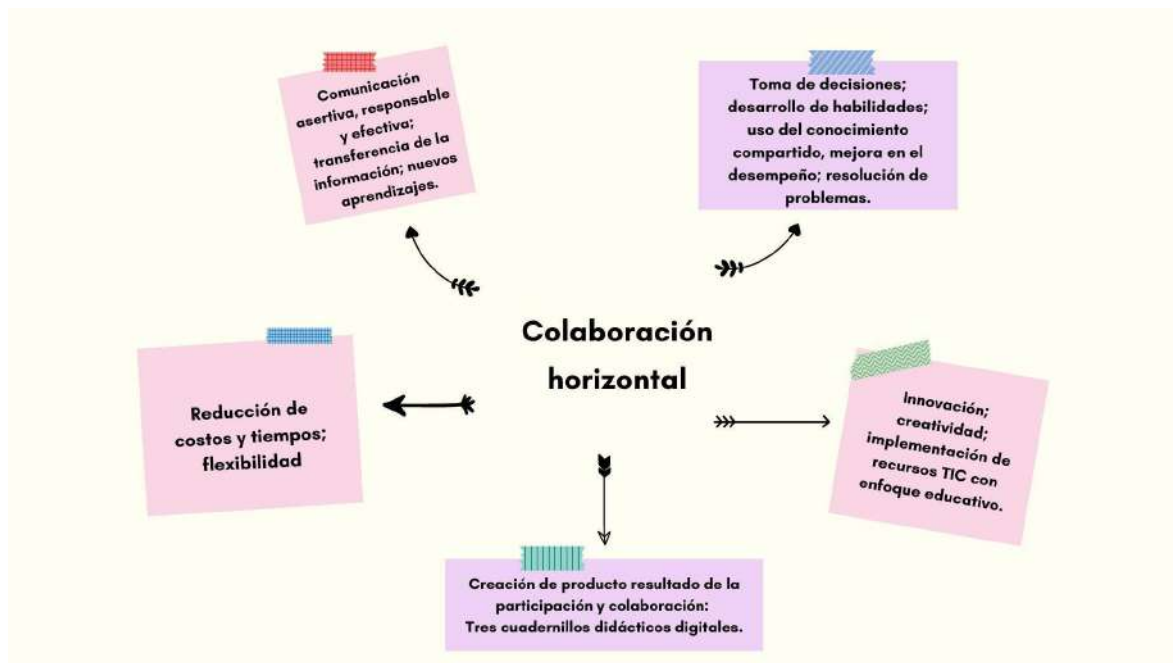 Comunicación
asertiva, responsable
y efectiva;
transferencia de la
información; nuevos
aprendizajes.
Toma de decisiones;
desarrollo de habilidades;
uso del conocimiento
compartido, mejora en el
desempeño; resolución de
problemas.
Colaboración
horizontal
Reducción de
costos y tiempos;
flexibilidad
Innovación;
creatividad;
implementación de
recursos TIC con
enfoque educativo.
Creación de producto resultado de la
participación y colaboración:
Tres cuadernillos didácticos digitales.